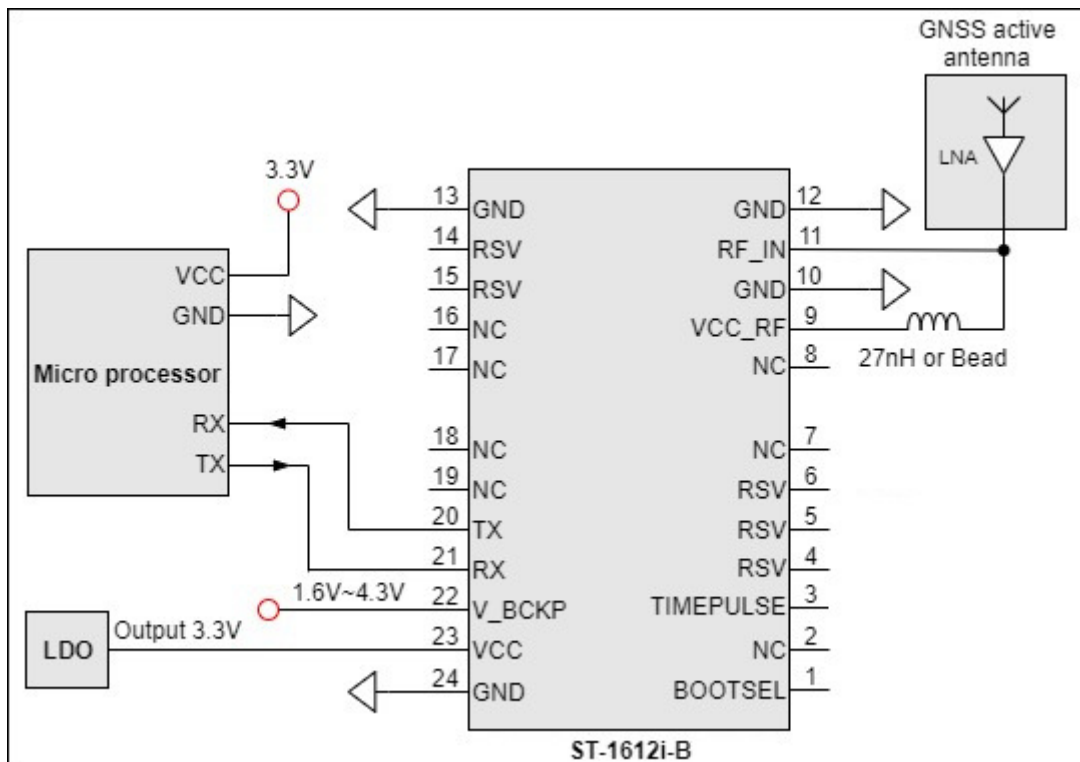 GNSS active
antenna
LNA
3.3V
VCC
GND
Micro processor
RX
TX
LDO
Output 3.3V
1.6V~4.3V
13 GND
14 RSV
15 RSV
16 NC
17 NC
18 NC
19 NC
20 TX
21 RX
22 V_BCKP
23 VCC
24 GND
GND 12
RF_IN 11
GND 10
VCC_RF 9
NC 8
NC 7
RSV 6
RSV 5
RSV 4
TIMEPULSE 3
NC 2
BOOTSEL 1
27nH or Bead
ST-1612i-B